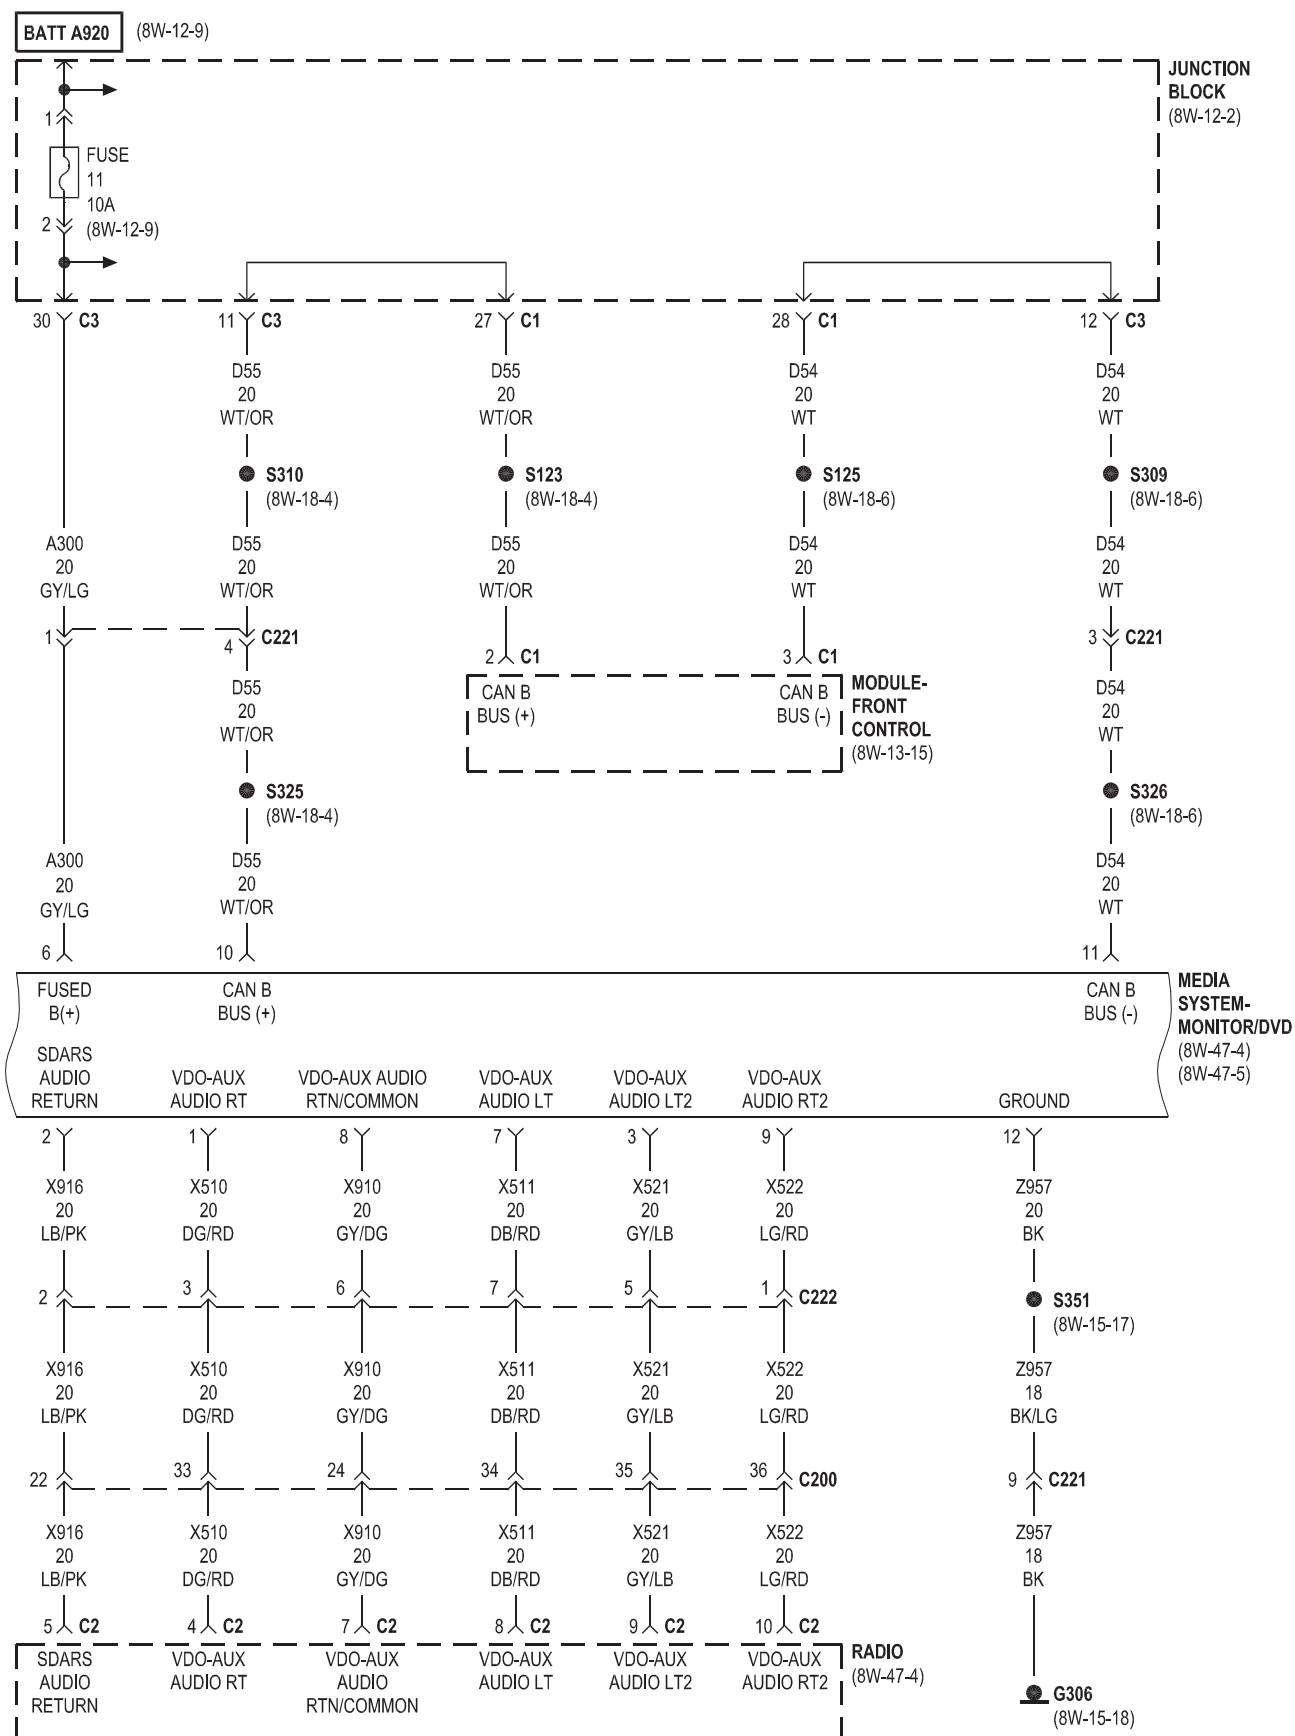 BATT A920 (8W-12-9)
JUNCTION
BLOCK
(8W-12-2)
1
FUSE
11
10A
2 (8W-12-9)
30 C3 11 C3 27 C1 28 C1 12 C3
D55 D55 D54 D54
20 20 20 20
WT/OR WT/OR WT WT
S310 S123 S125 S309
(8W-18-4) (8W-18-4) (8W-18-6) (8W-18-6)
A300 D55 D55 D54 D54
20 20 20 20 20
GY/LG WT/OR WT/OR WT WT
1 4 C221 3 C221
2 C1 3 C1
D55 CAN B CAN B MODULE- D54
20 BUS (+) BUS (-) FRONT 20
WT/OR CONTROL WT
(8W-13-15)
S325 S326
(8W-18-4) (8W-18-6)
A300 D55 D54
20 20 20
GY/LG WT/OR WT
6 10 11
FUSED CAN B CAN B MEDIA
B(+) BUS (+) BUS (-) SYSTEM-
MONITOR/DVD
(8W-47-4)
(8W-47-5)
SDARS
AUDIO VDO-AUX VDO-AUX AUDIO VDO-AUX VDO-AUX VDO-AUX
RETURN AUDIO RT RTN/COMMON AUDIO LT AUDIO LT2 AUDIO RT2 GROUND
2 1 8 7 3 9 12
X916 X510 X910 X511 X521 X522 Z957
20 20 20 20 20 20 20
LB/PK DG/RD GY/DG DB/RD GY/LB LG/RD BK
2 3 6 7 5 1 C222 S351
(8W-15-17)
X916 X510 X910 X511 X521 X522 Z957
20 20 20 20 20 20 18
LB/PK DG/RD GY/DG DB/RD GY/LB LG/RD BK/LG
22 33 24 34 35 36 C200 9 C221
X916 X510 X910 X511 X521 X522 Z957
20 20 20 20 20 20 18
LB/PK DG/RD GY/DG DB/RD GY/LB LG/RD BK
5 C2 4 C2 7 C2 8 C2 9 C2 10 C2
SDARS VDO-AUX VDO-AUX VDO-AUX VDO-AUX VDO-AUX RADIO
AUDIO AUDIO RT AUDIO AUDIO LT AUDIO LT2 AUDIO RT2 (8W-47-4)
RETURN RTN/COMMON
G306
(8W-15-18)